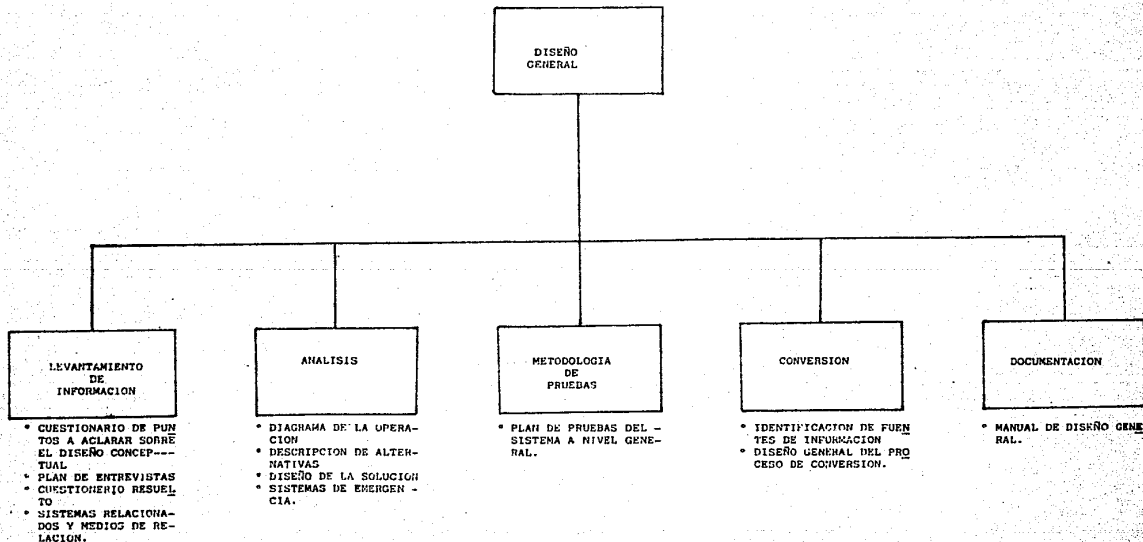 DISEÑO
GENERAL
LEVANTAMIENTO
DE
INFORMACION
* CUESTIONARIO DE PUN
TOS A ACLARAR SOBRE
EL DISEÑO CONCEP---
TUAL
* PLAN DE ENTREVISTAS
* CUESTIONERIO RESUEL
TO
* SISTEMAS RELACIONA-
DOS Y MEDIOS DE RE-
LACION.
ANALISIS
* DIAGRAMA DE LA OPERA-
CION
* DESCRIPCION DE ALTER-
NATIVAS
* DISEÑO DE LA SOLUCION
* SISTEMAS DE EMERGEN -
CIA.
METODOLOGIA
DE
PRUEBAS
* PLAN DE PRUEBAS DEL -
SISTEMA A NIVEL GENE-
RAL.
CONVERSION
* IDENTIFICACION DE FUEN
TES DE INFORMACION
* DISEÑO GENERAL DEL PRO
CESO DE CONVERSION.
DOCUMENTACION
* MANUAL DE DISEÑO GENE
RAL.